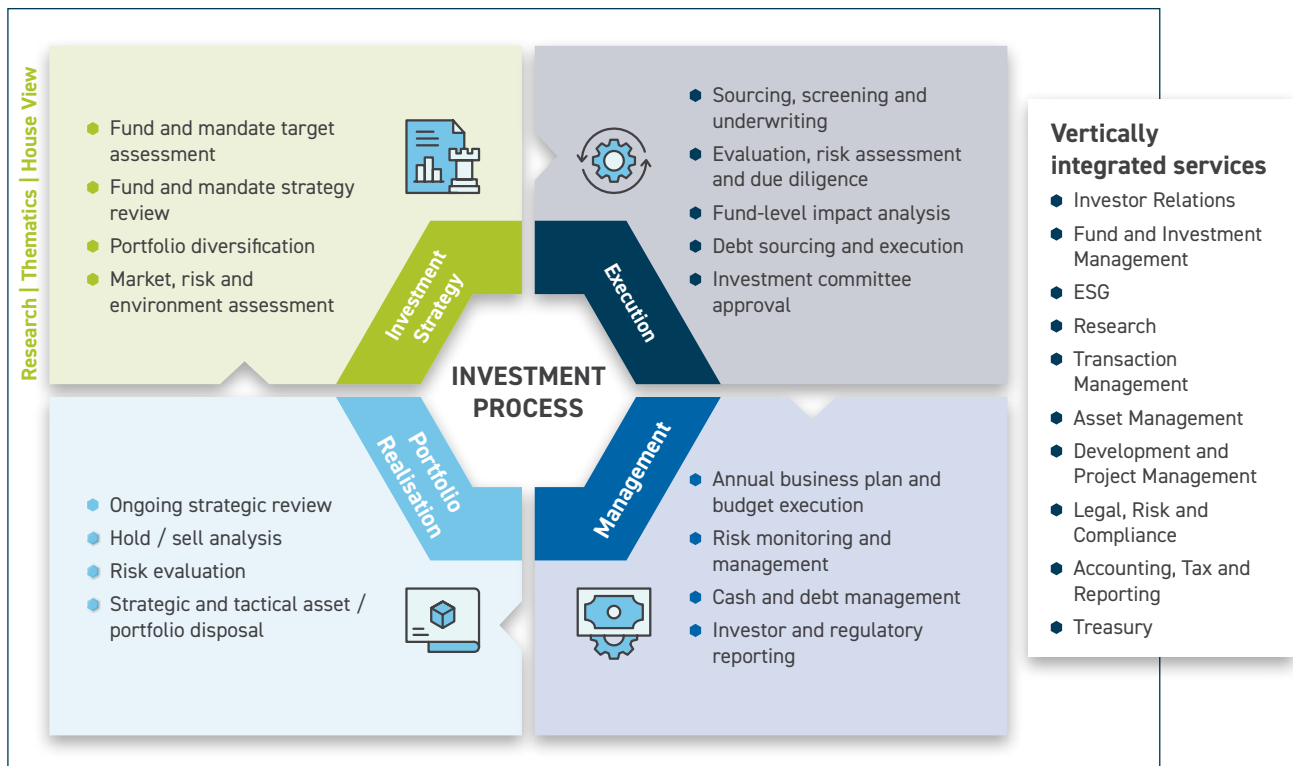 Research | Thematics | House View
Fund and mandate target
assessment
Fund and mandate strategy
review
Portfolio diversification
Market, risk and
environment assessment
Investment
Strategy
Sourcing, screening and
underwriting
Evaluation, risk assessment
and due diligence
Fund-level impact analysis
Debt sourcing and execution
Investment committee
approval
Execution
INVESTMENT
PROCESS
Portfolio
Realisation
Ongoing strategic review
Hold / sell analysis
Risk evaluation
Strategic and tactical asset /
portfolio disposal
Management
Annual business plan and
budget execution
Risk monitoring and
management
Cash and debt management
Investor and regulatory
reporting
Vertically
integrated services
Investor Relations
Fund and Investment
Management
ESG
Research
Transaction
Management
Asset Management
Development and
Project Management
Legal, Risk and
Compliance
Accounting, Tax and
Reporting
Treasury